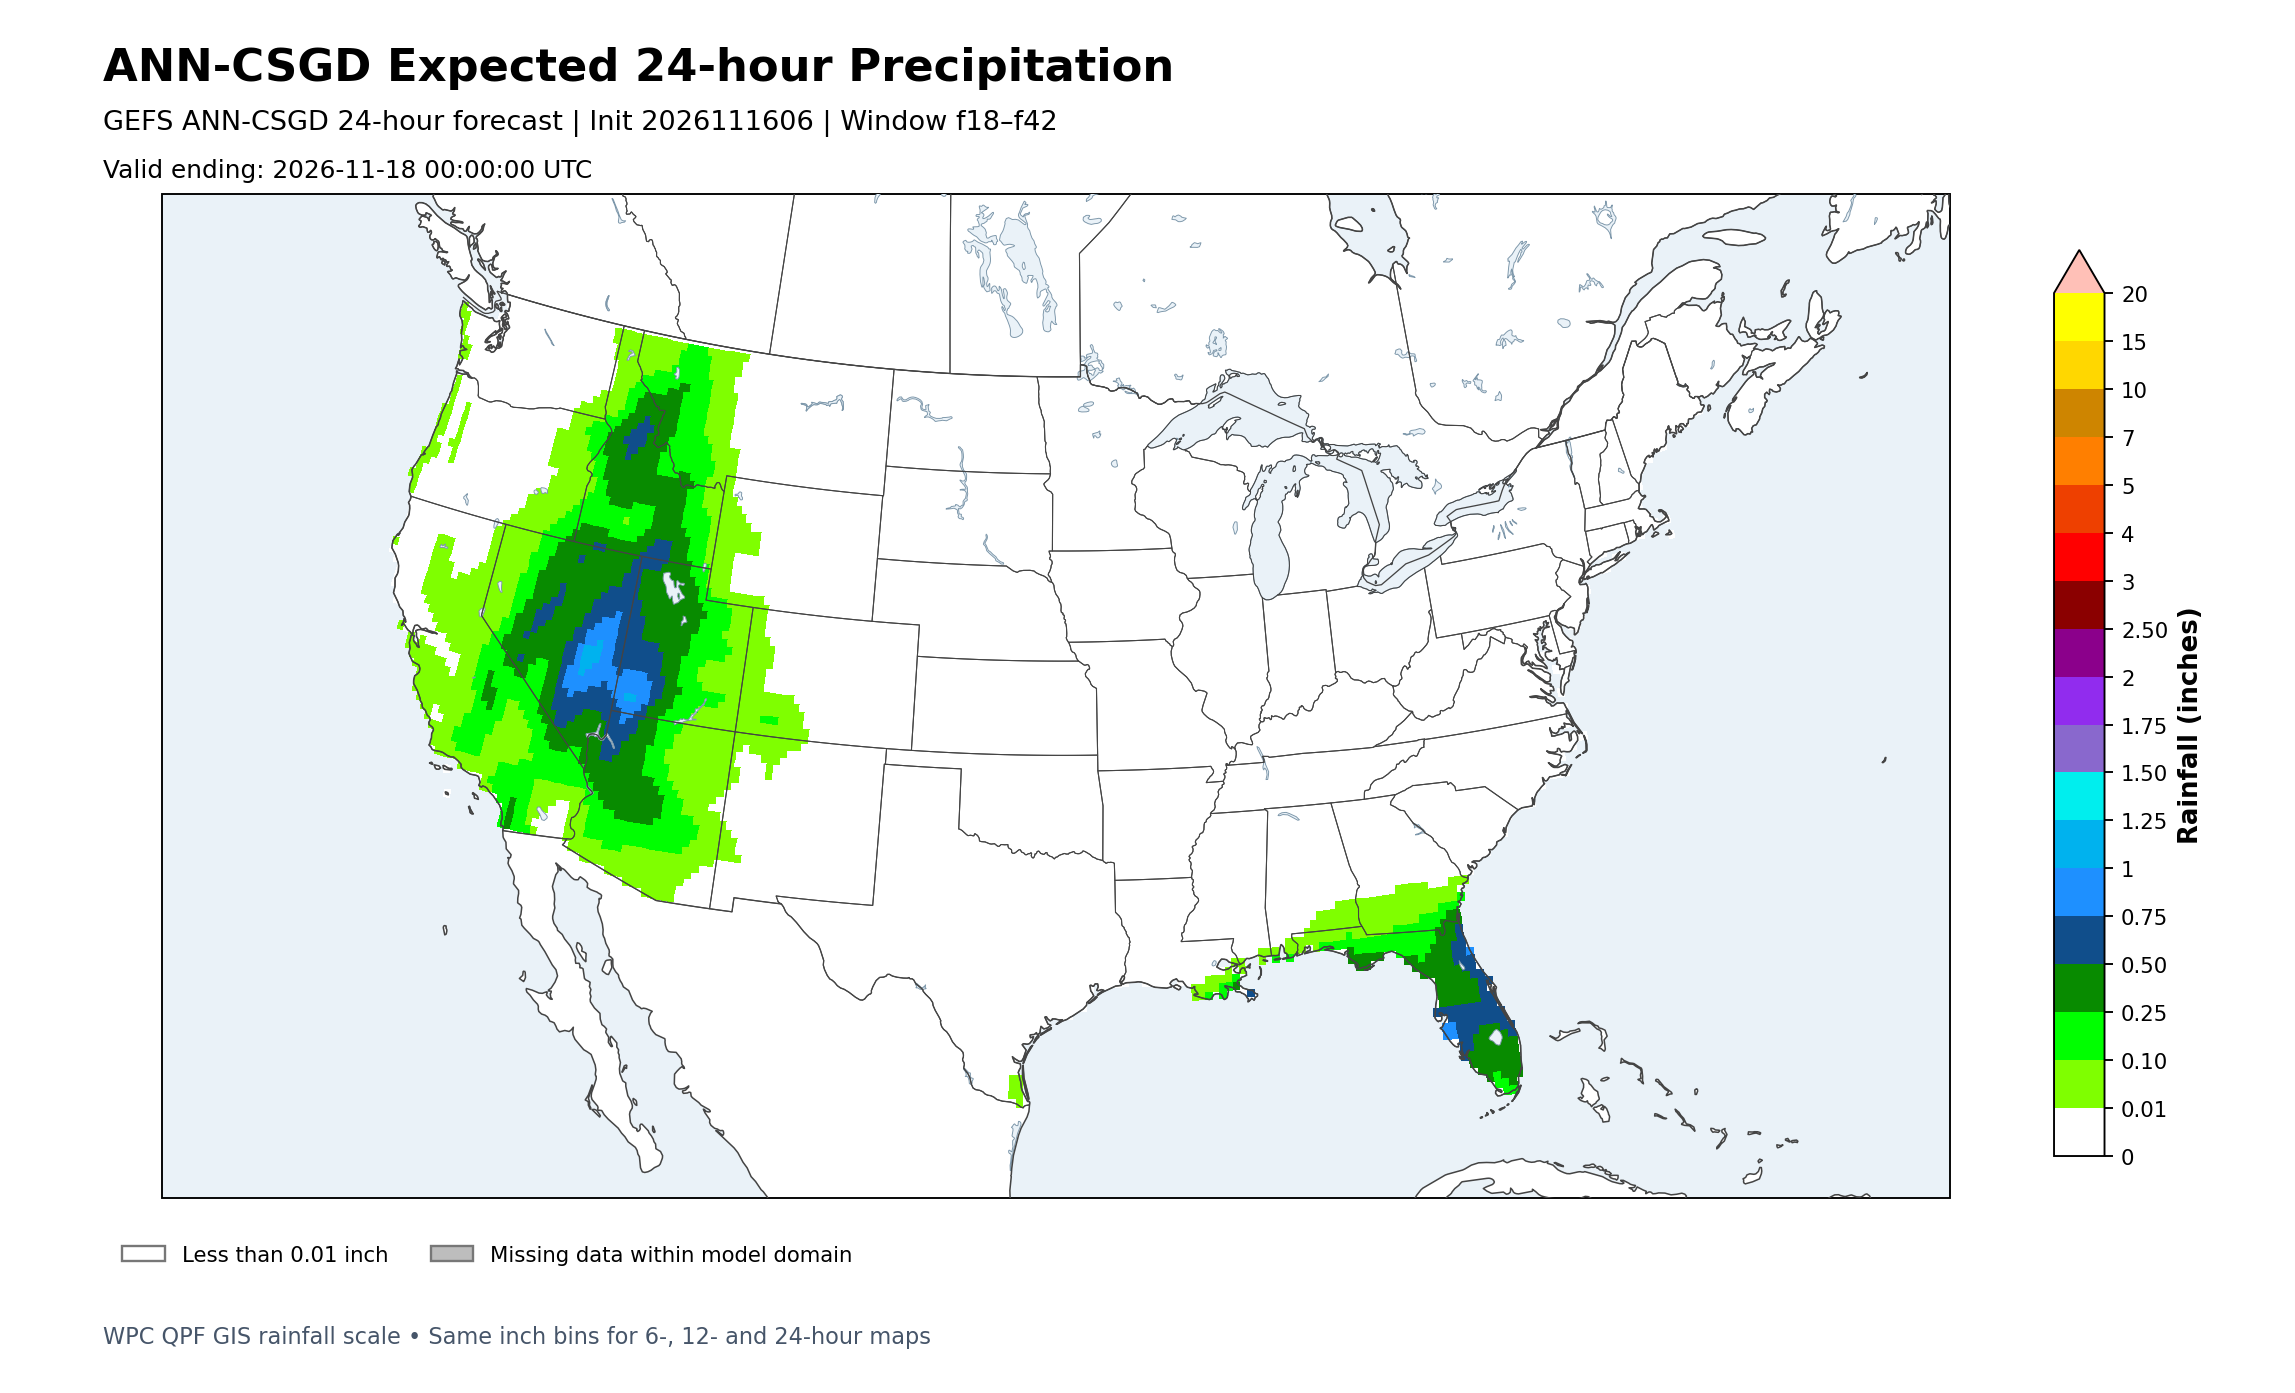 ANN-CSGD Expected 24-hour Precipitation
GEFS ANN-CSGD 24-hour forecast | Init 2026111606 | Window f18–f42
Valid ending: 2026-11-18 00:00:00 UTC
20
15
10
7
5
4
3
2.50
2
1.75
1.50
1.25
1
0.75
0.50
0.25
0.10
0.01
0
Rainfall (inches)
Less than 0.01 inch
Missing data within model domain
WPC QPF GIS rainfall scale • Same inch bins for 6-, 12- and 24-hour maps